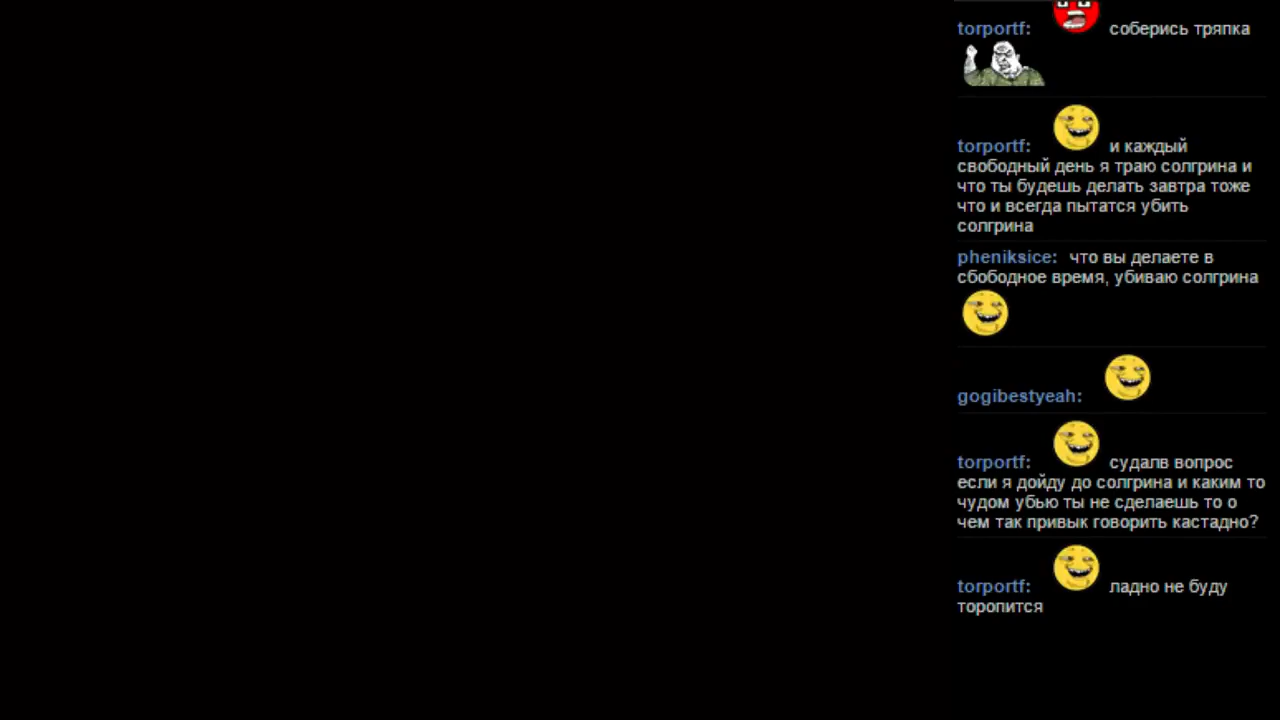 torportf: соберись тряпка
torportf: и каждый
свободный день я траю солгрина и
что ты будешь делать завтра тоже
что и всегда пытатся убить
солгрина
pheniksice: что вы делаете в
сбободное время, убиваю солгрина
gogibestyeah:
torportf: судалв вопрос
если я дойду до солгрина и каким то
чудом убью ты не сделаешь то о
чем так привык говорить кастадно?
torportf: ладно не буду
торопится